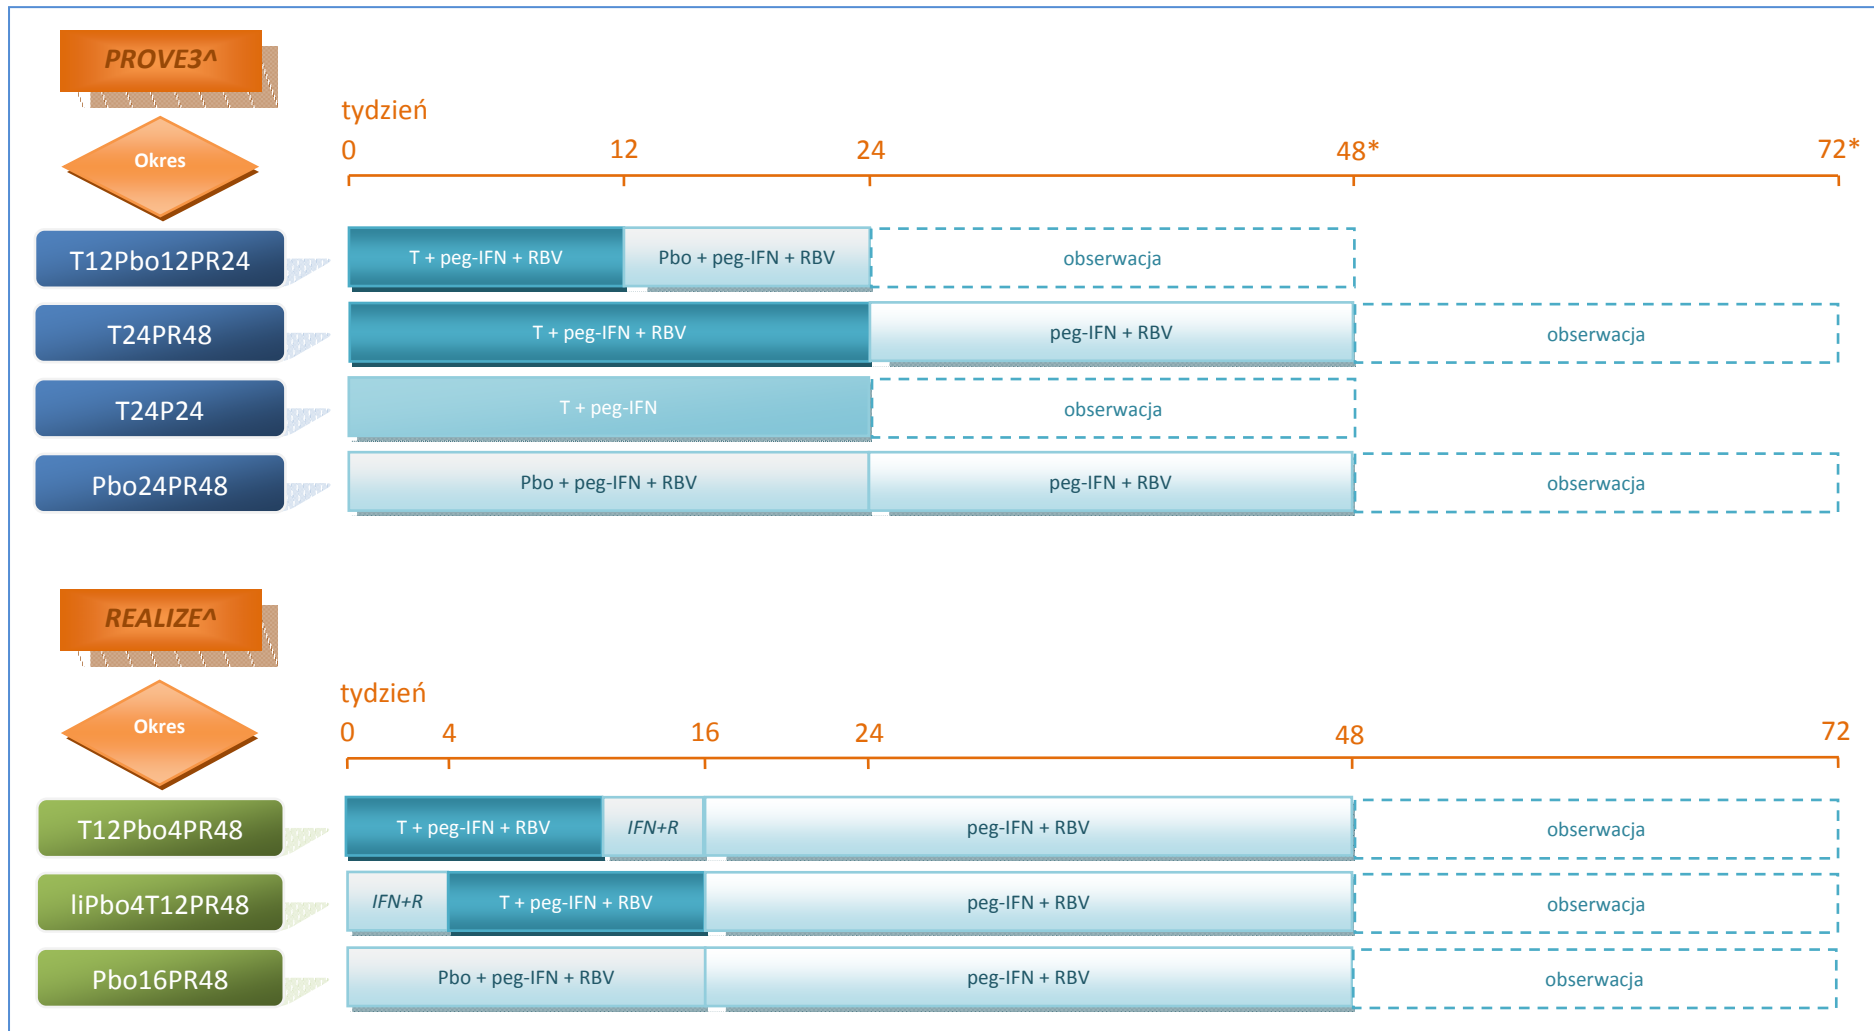 PROVE3^
tydzień
Okres
0 12 24 48* 72*
T12Pbo12PR24 T + peg-IFN + RBV Pbo + peg-IFN + RBV obserwacja
T24PR48 T + peg-IFN + RBV peg-IFN + RBV obserwacja
T24P24 T + peg-IFN obserwacja
Pbo24PR48 Pbo + peg-IFN + RBV peg-IFN + RBV obserwacja
REALIZE^
tydzień
Okres
0 4 16 24 48 72
T12Pbo4PR48 T + peg-IFN + RBV IFN+R peg-IFN + RBV obserwacja
liPbo4T12PR48 IFN+R T + peg-IFN + RBV peg-IFN + RBV obserwacja
Pbo16PR48 Pbo + peg-IFN + RBV peg-IFN + RBV obserwacja